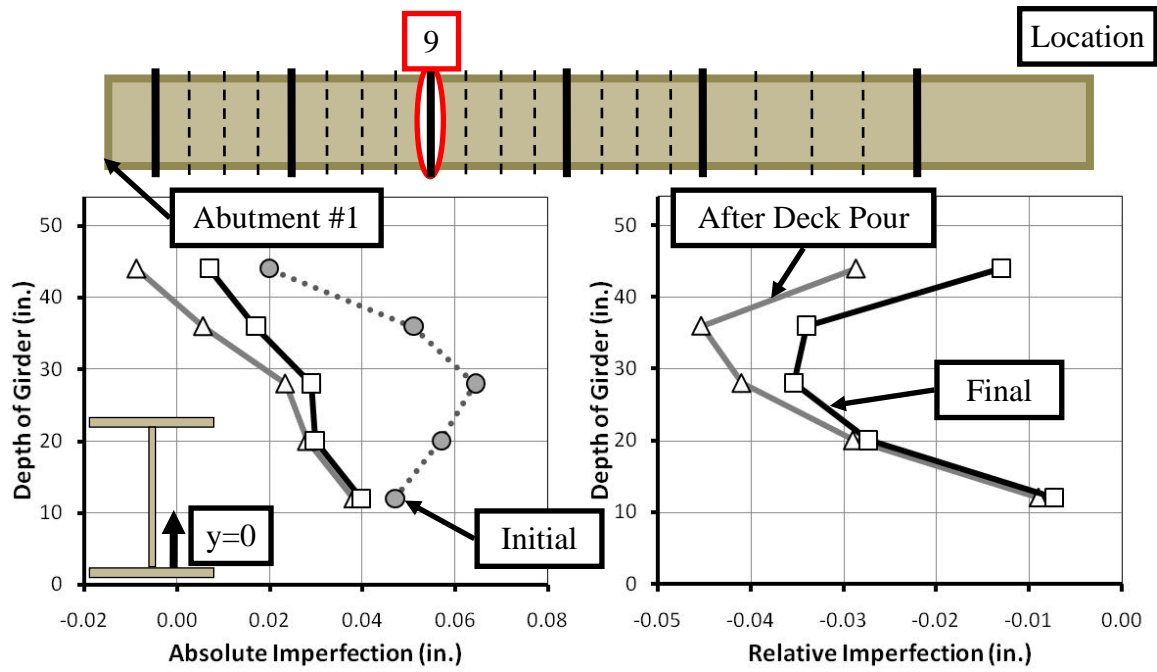 9
Location
Abutment #1
After Deck Pour
50
40
30
20
10
0
Depth of Girder (in.)
y=0
Initial
-0.02
0.00
0.02
0.04
0.06
0.08
Absolute Imperfection (in.)
50
40
30
20
10
0
Depth of Girder (in.)
Final
-0.05
-0.04
-0.03
-0.02
-0.01
0.00
Relative Imperfection (in.)